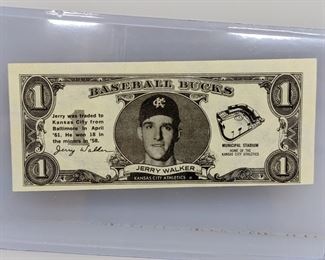 BASEBALL BUCKS
1
1
Jerry was traded to
Kansas City from
Baltimore in April
'61. He won 18 in
the minors in '58.
Jerry Walker
KC
MUNICIPAL STADIUM
HOME OF THE
KANSAS CITY ATHLETICS
JERRY WALKER
KANSAS CITY ATHLETICS
1
1